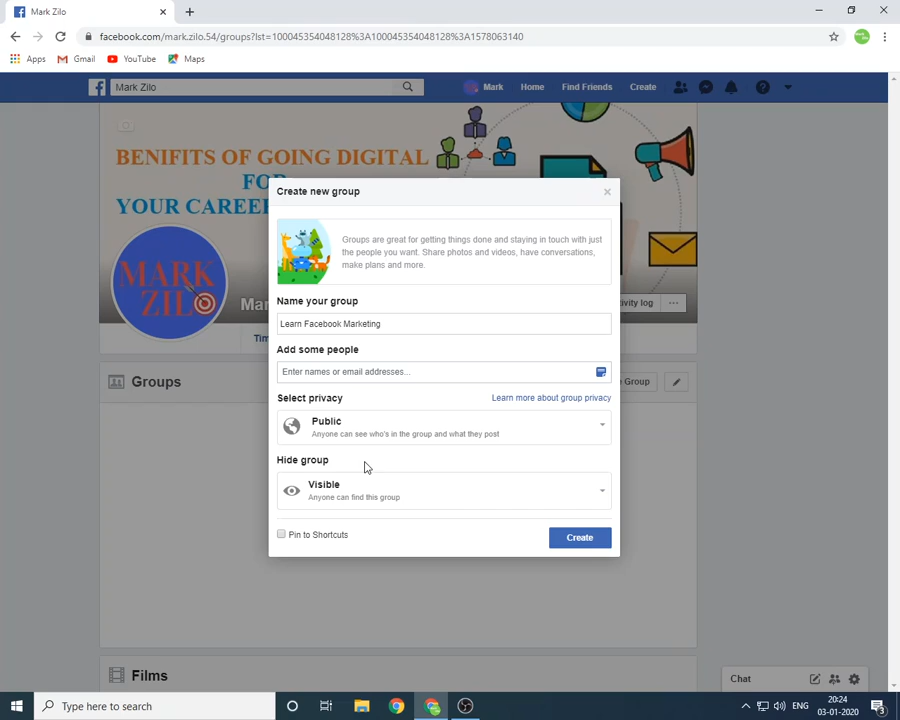 Mark Zilo
facebook.com/mark.zilo.54/groups?lst=100045354048128%3A100045354048128%3A1578063140
Apps Gmail YouTube Maps
Mark Zilo
Mark Home Find Friends Create
BENIFITS OF GOING DIGITAL
FO
YOUR CAREE
MARK
ZILO
Mar
tivity log
Tim
Groups
e Group
Create new group
Groups are great for getting things done and staying in touch with just
the people you want. Share photos and videos, have conversations,
make plans and more.
Name your group
Learn Facebook Marketing
Add some people
Enter names or email addresses...
Select privacy Learn more about group privacy
Public
Anyone can see who's in the group and what they post
Hide group
Visible
Anyone can find this group
Pin to Shortcuts
Create
Films
Chat
Type here to search
ENG
20:24
03-01-2020
3